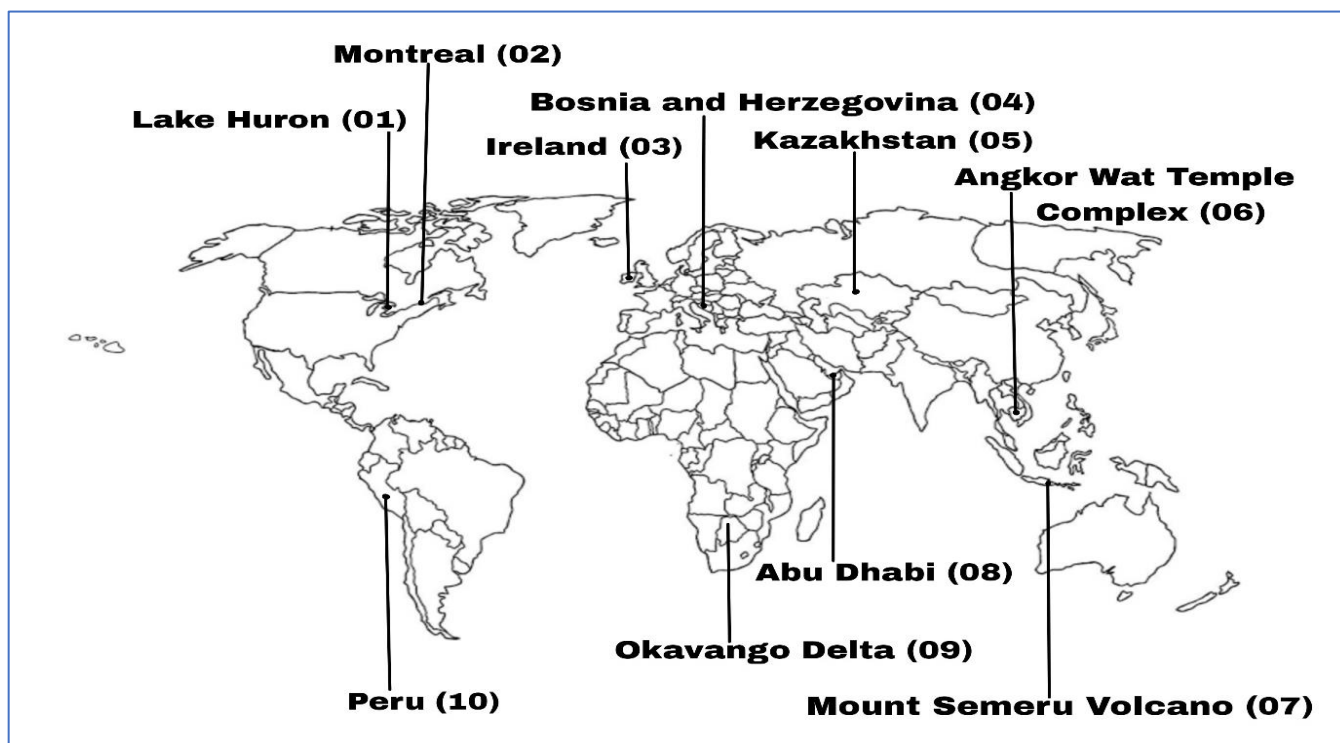 Montreal (02)
Lake Huron (01)
Bosnia and Herzegovina (04)
Ireland (03)
Kazakhstan (05)
Angkor Wat Temple
Complex (06)
Abu Dhabi (08)
Okavango Delta (09)
Peru (10)
Mount Semeru Volcano (07)